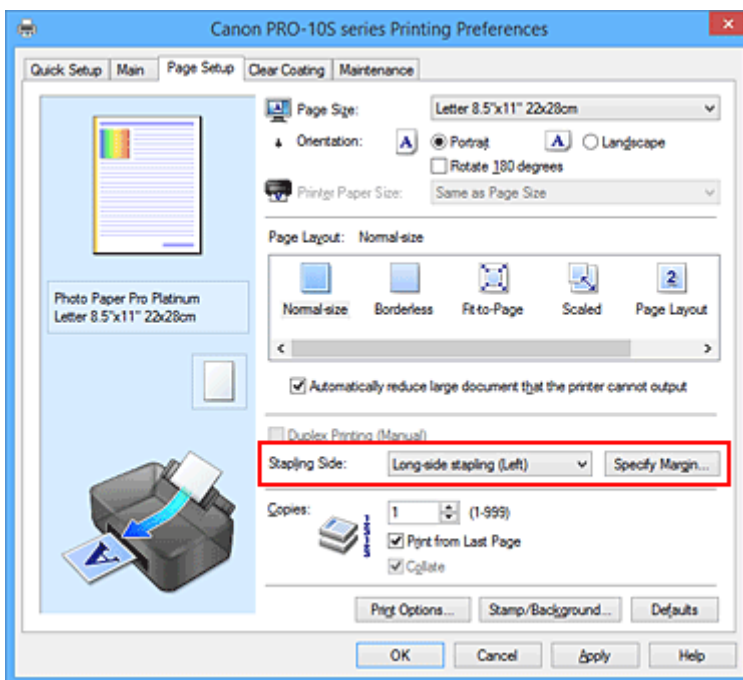 Canon PRO-10S series Printing Preferences
Quick Setup Main Page Setup Clear Coating Maintenance
Photo Paper Pro Platinum
Letter 8.5"x11" 22x28cm
Page Size: Letter 8.5"x11" 22x28cm
Orientation: A Portrait A Landscape
Rotate 180 degrees
Printer Paper Size: Same as Page Size
Page Layout: Normal-size
2
Normal-size Borderless Fit-to-Page Scaled Page Layout
Automatically reduce large document that the printer cannot output
Duplex Printing (Manual)
Stapling Side: Long-side stapling (Left) Specify Margin...
Copies: 1 (1-999)
Print from Last Page
Collate
A
Print Options... Stamp/Background... Defaults
OK Cancel Apply Help